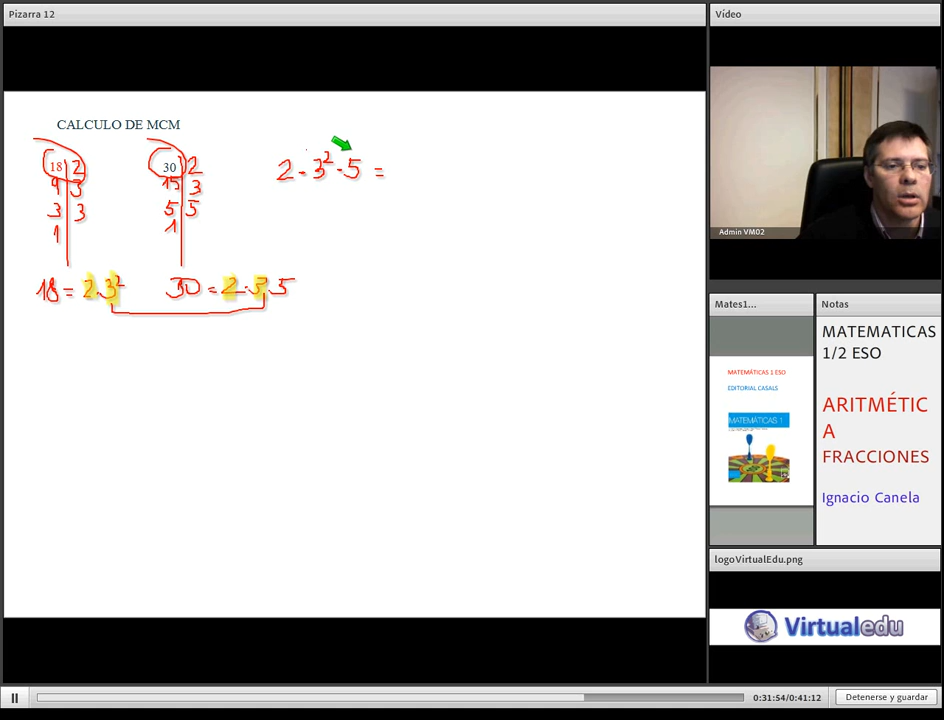 Pizarra 12
CALCULO DE MCM
18 2
9 3
3 3
1
30 2
15 3
5 5
1
2 · 3² · 5 =
18 = 2 · 3²
30 = 2 · 3 · 5
Vídeo
Admin VM02
Mates1...
MATEMÁTICAS 1 ESO
EDITORIAL CASALS
MATEMÁTICAS 1
Notas
MATEMATICAS
1/2 ESO
ARITMÉTIC
A
FRACCIONES
Ignacio Canela
logoVirtualEdu.png
Virtualedu
0:31:54/0:41:12
Detenerse y guardar